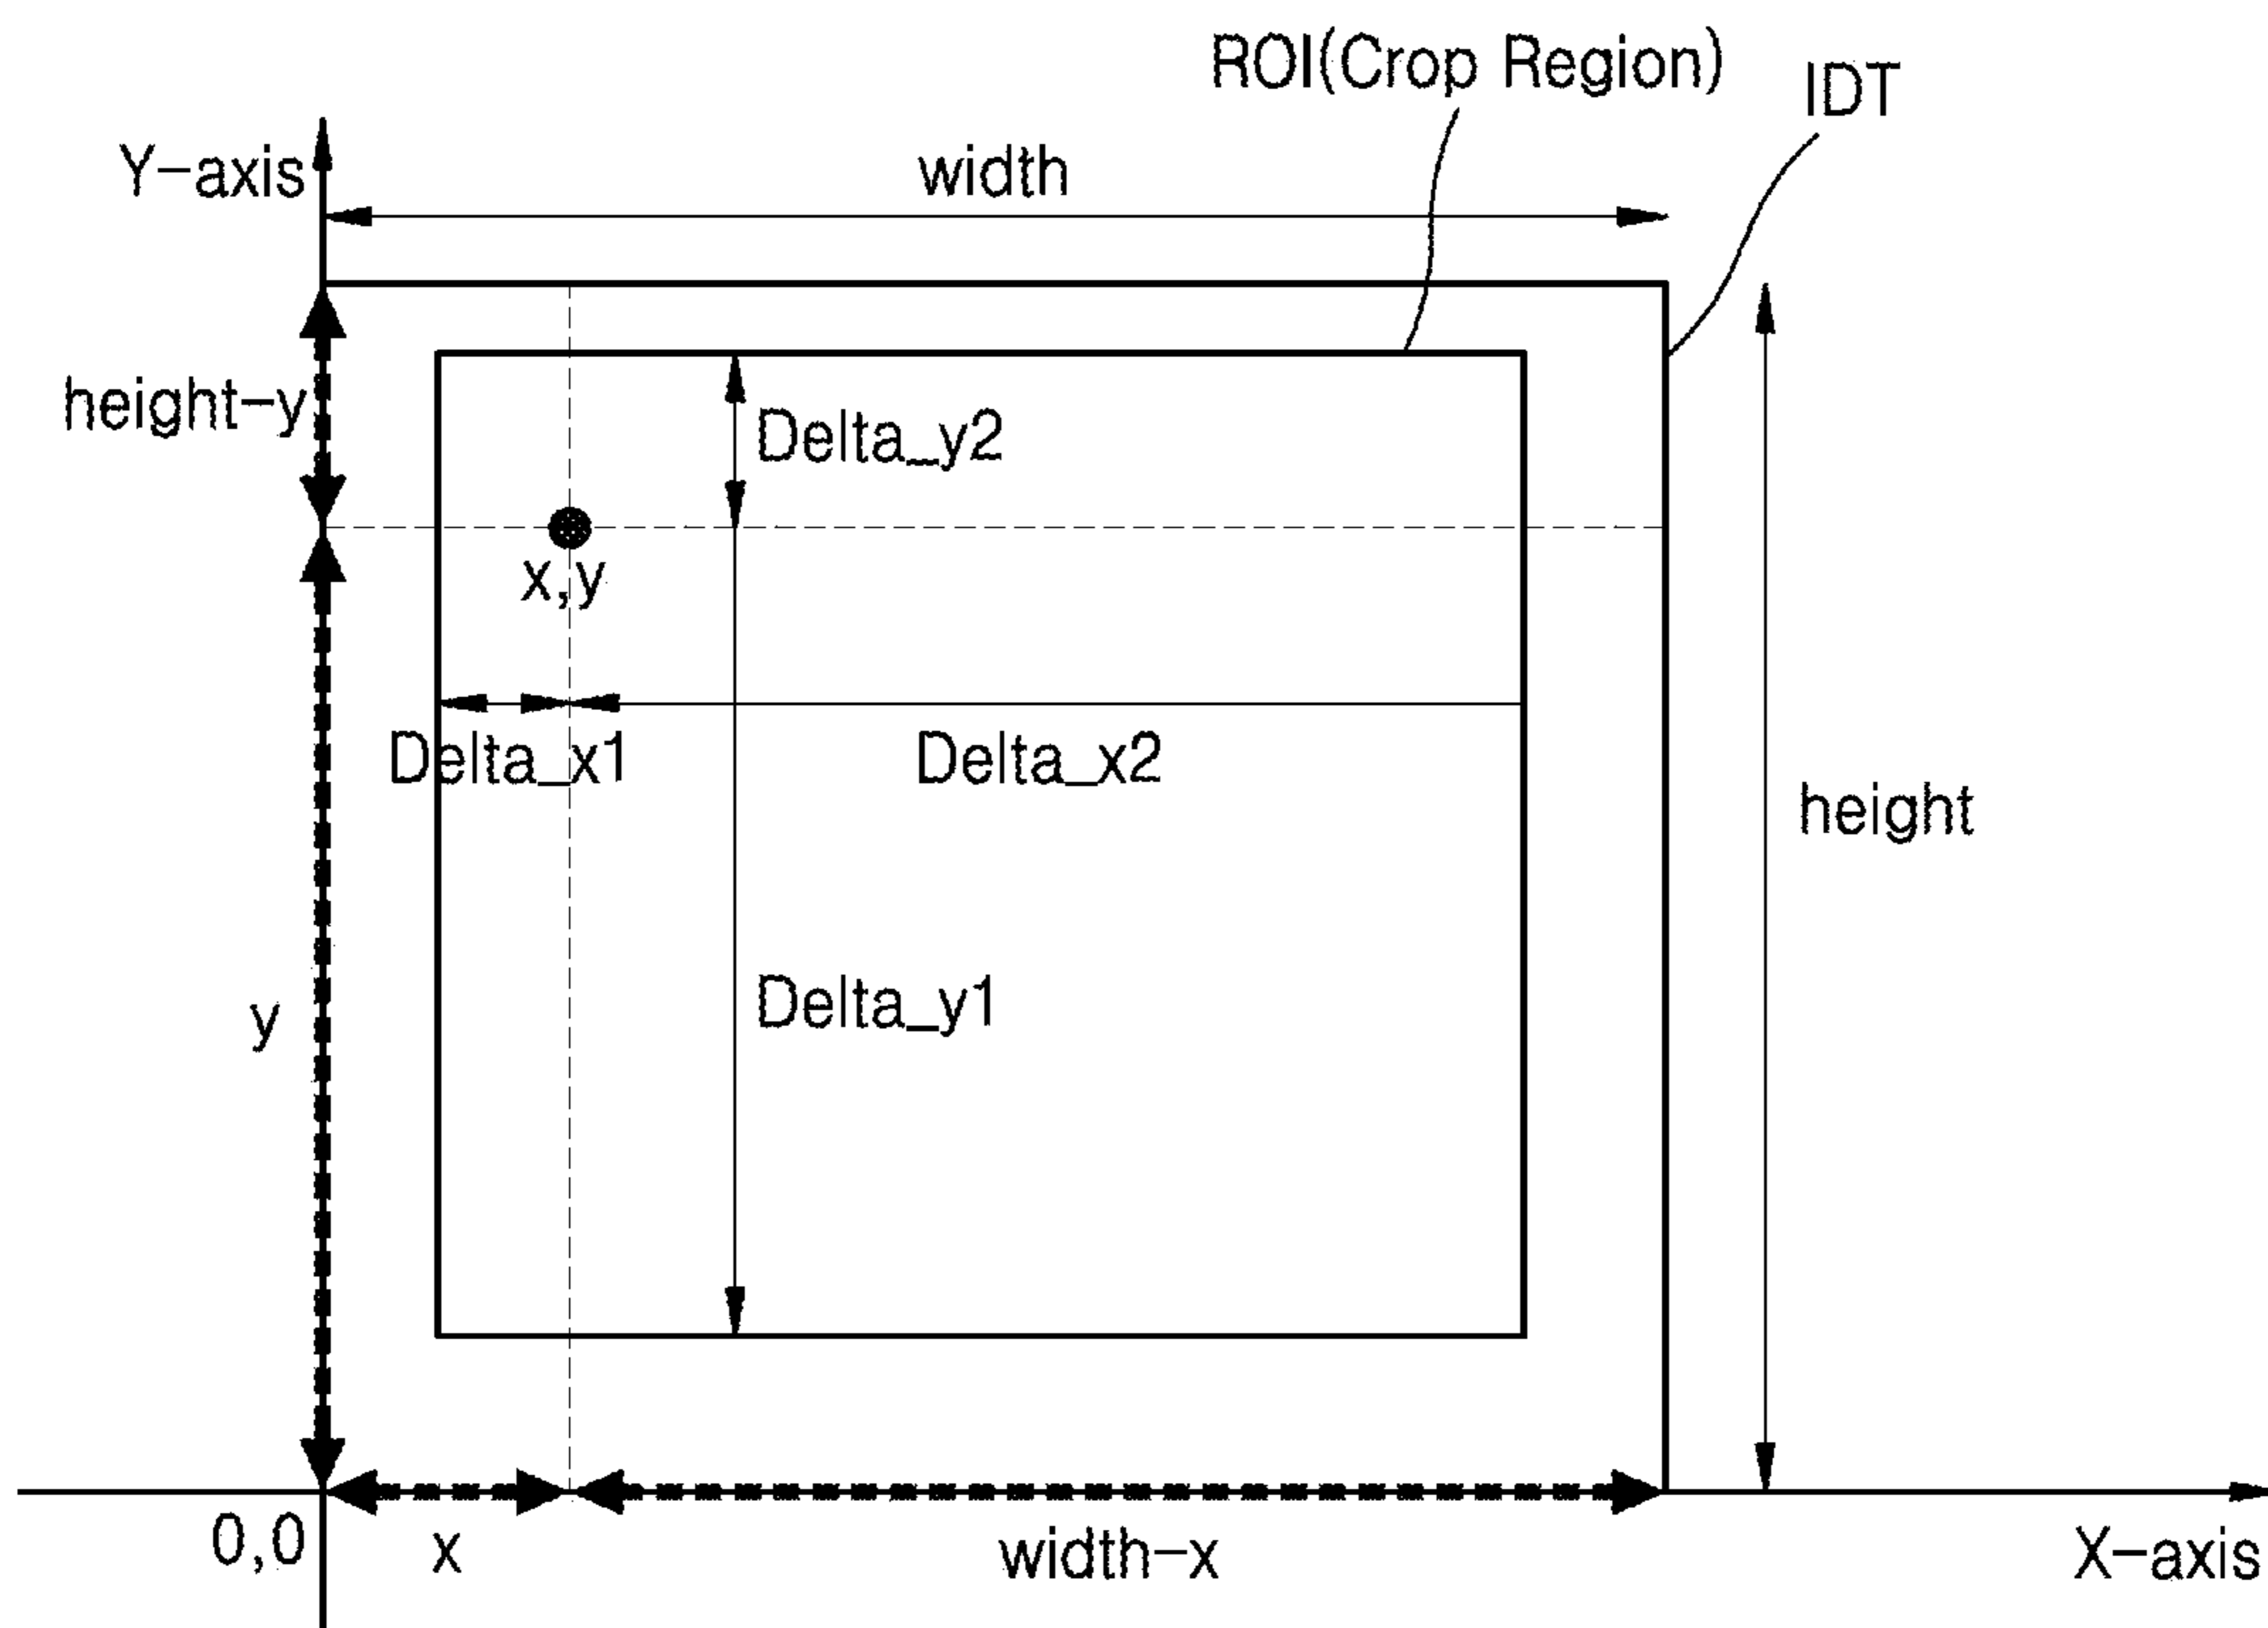 ROI(Crop Region)
IDT
Y-axis
width
height-y
Delta_y2
x,y
Delta_x1
Delta_x2
height
Delta_y1
y
0,0
x
width-x
X-axis